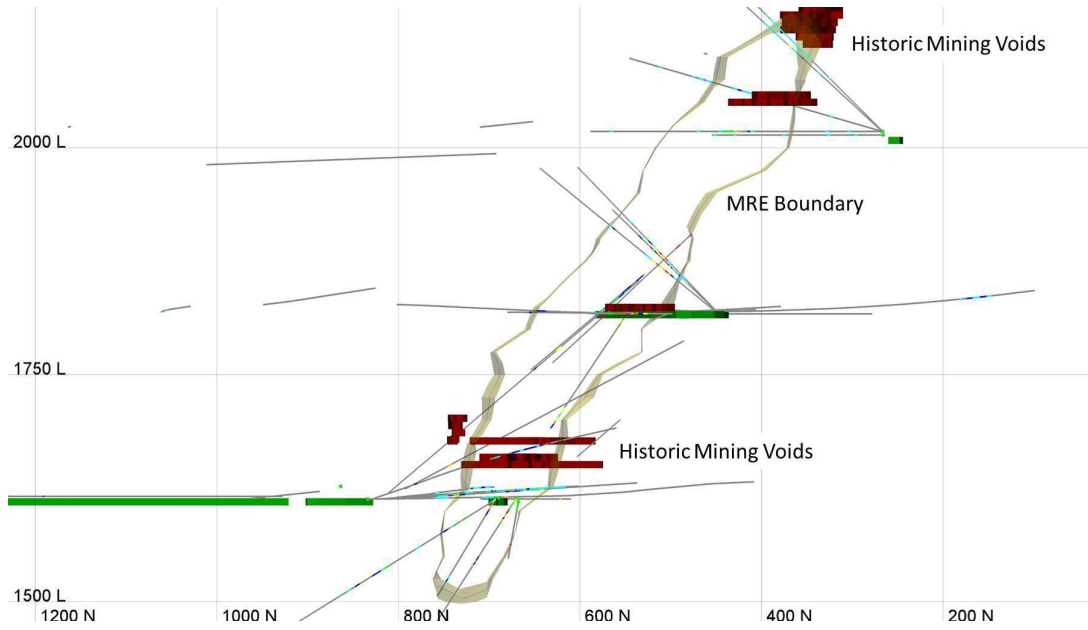 Historic Mining Voids
2000 L
MRE Boundary
1750 L
Historic Mining Voids
1500 L
1200 N
1000 N
800 N
600 N
400 N
200 N